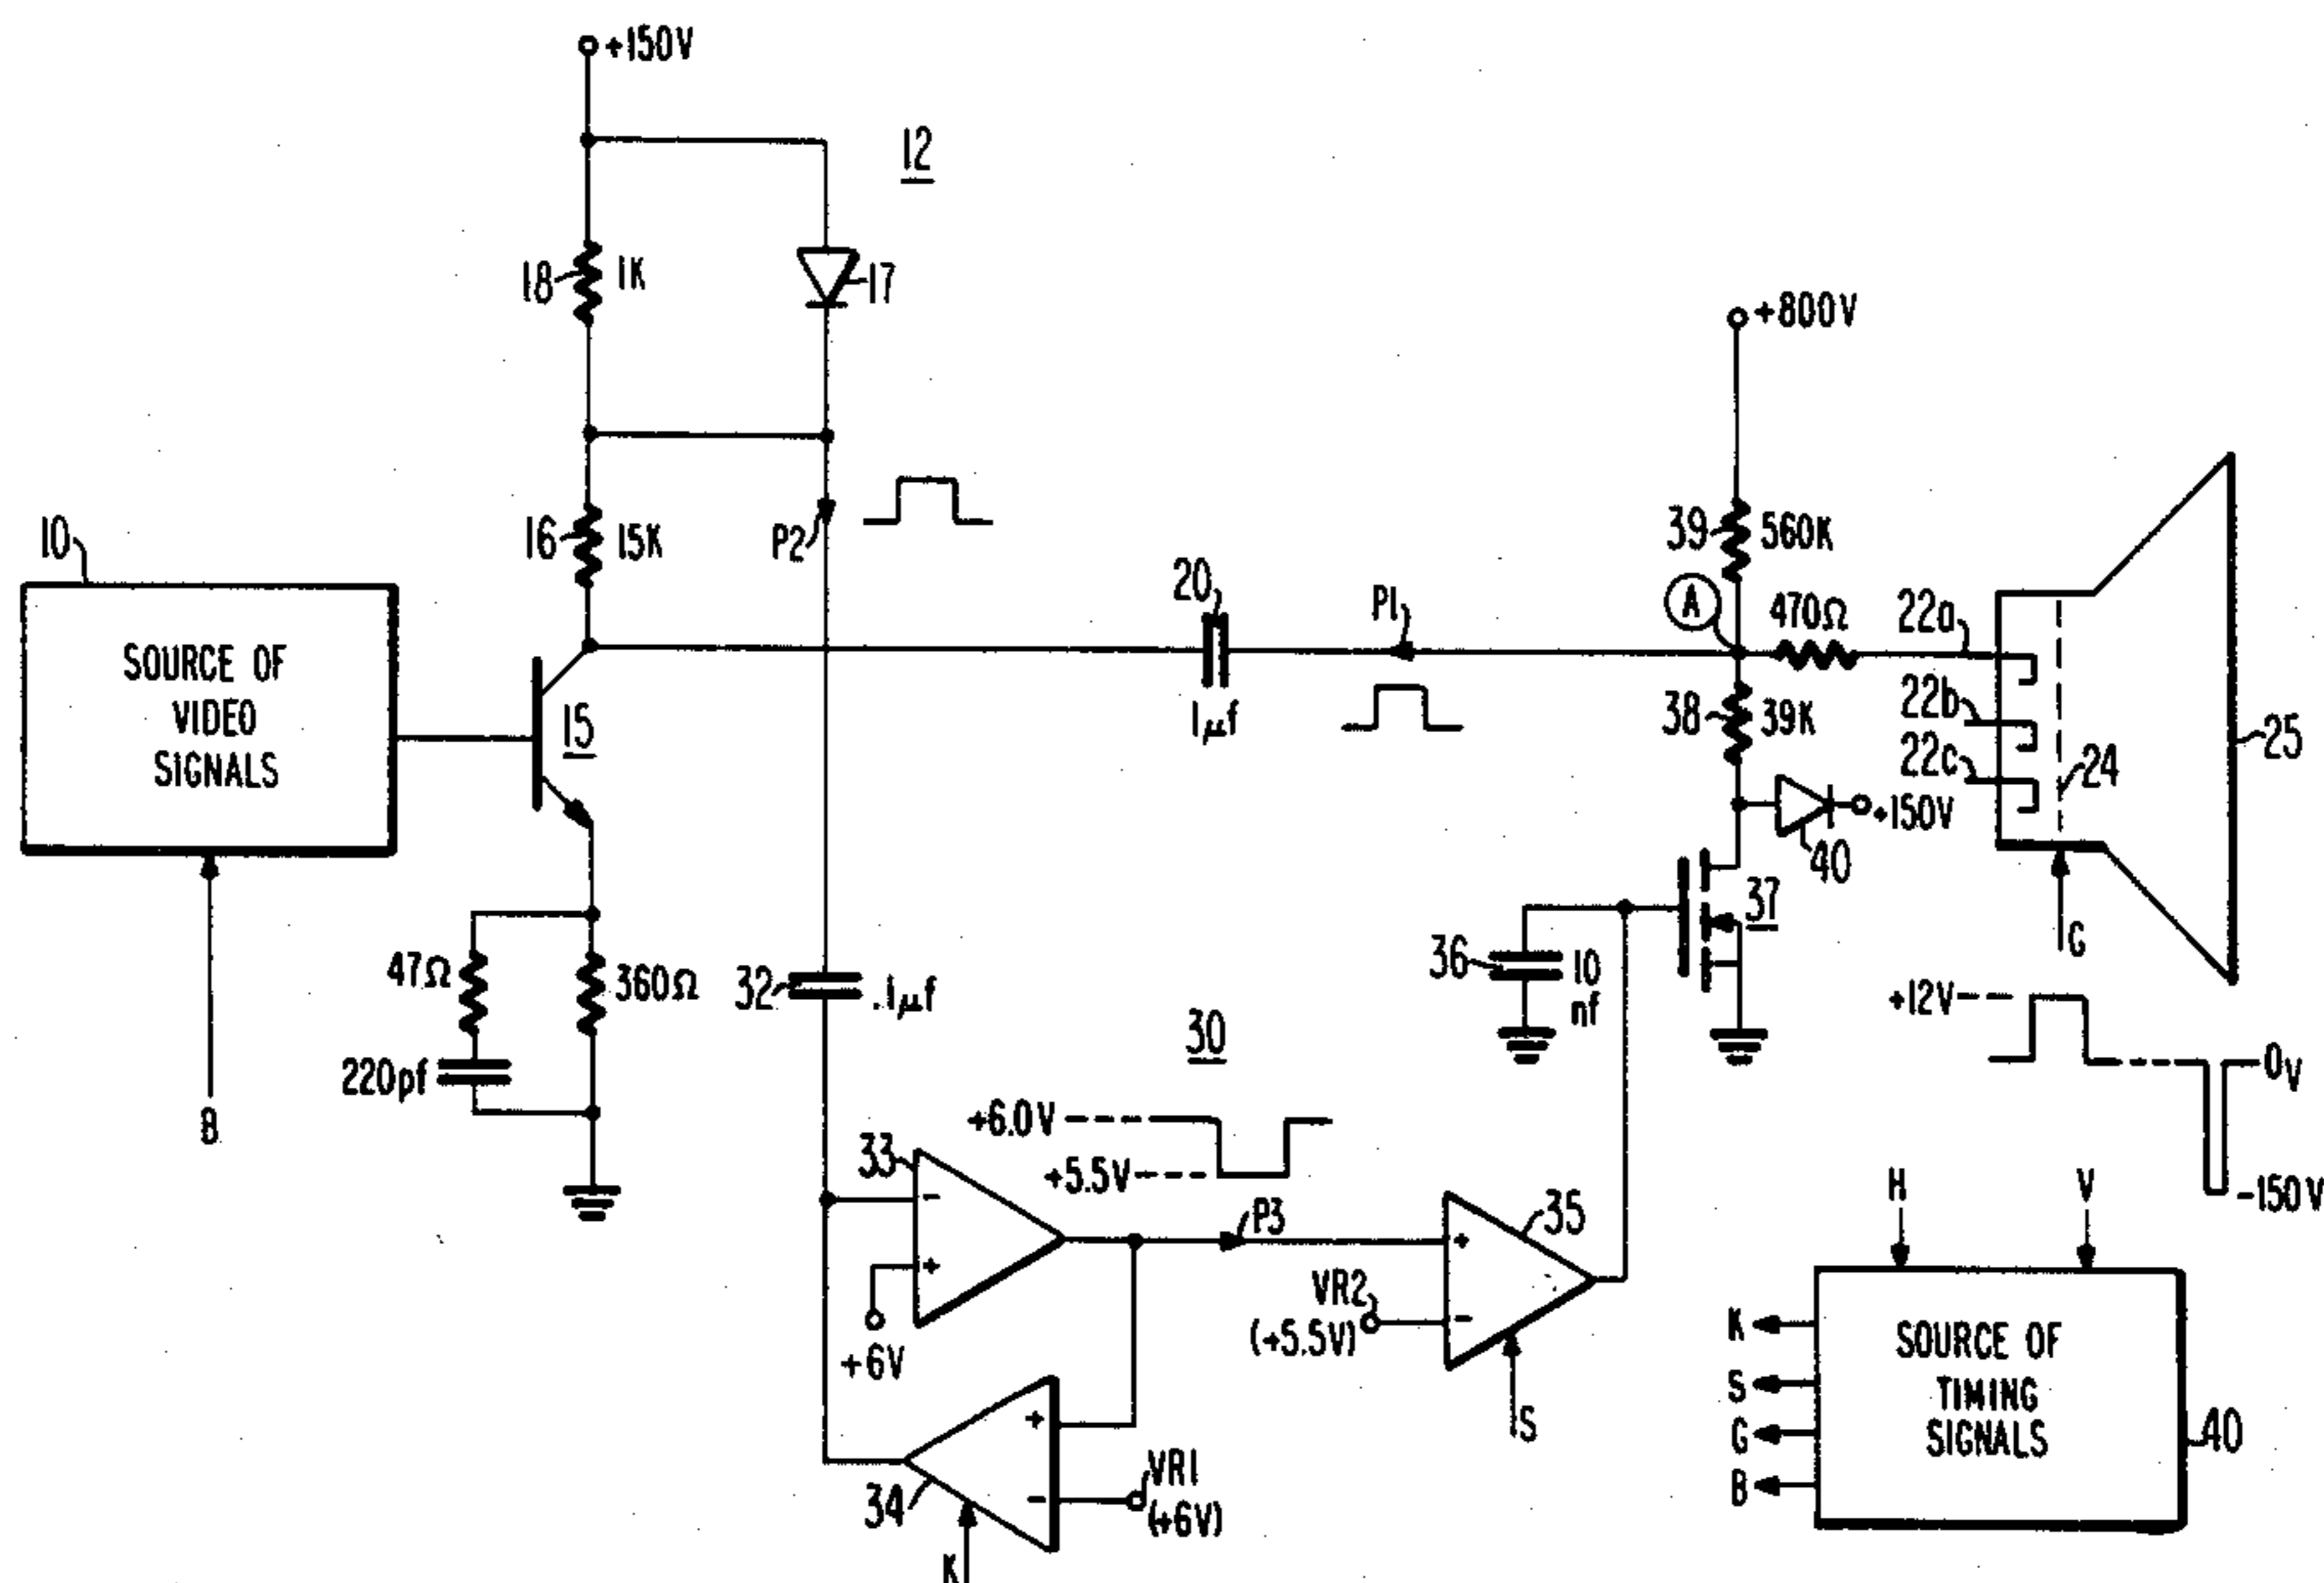 +150V
12
18
1K
17
+800V
16
15K
P2
10
SOURCE OF
VIDEO
SIGNALS
15
20
1µf
P1
39
560K
A
470Ω
22a
22b
22c
38
39K
24
25
+150V
40
37
36
10
nf
G
B
47Ω
360Ω
220pf
32
.1µf
30
+6.0V
+5.5V
+12V
0V
-150V
33
-
+
+6V
P3
35
+
-
VR2
(+5.5V)
S
34
+
-
VR1
(+6V)
K
H
V
K
S
G
B
SOURCE OF
TIMING
SIGNALS
40